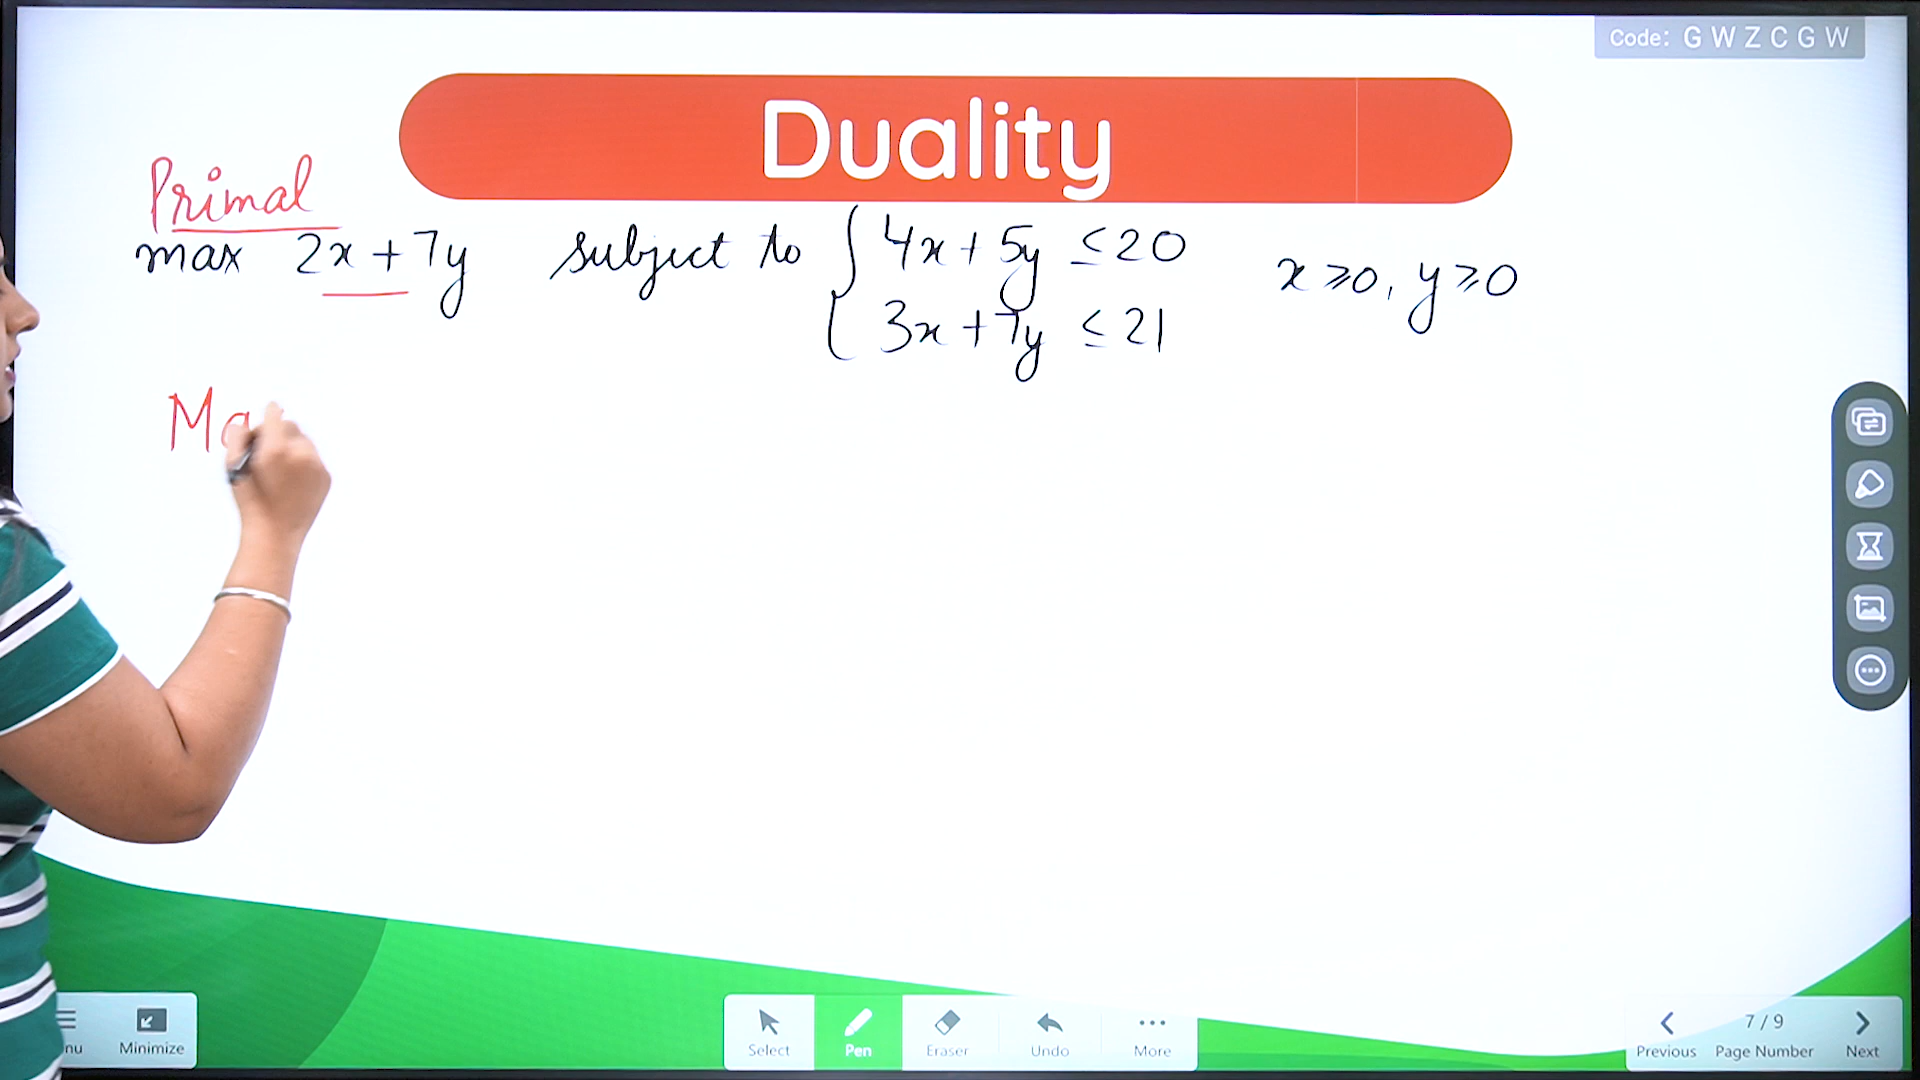 Code: GWZCGW
Duality
Primal
max 2x + 7y subject to { 4x + 5y ≤ 20 x ≥ 0, y ≥ 0
3x + 7y ≤ 21
Ma
Minimize
Select
Pen
Eraser
Undo
More
7/9
Previous
Page Number
Next